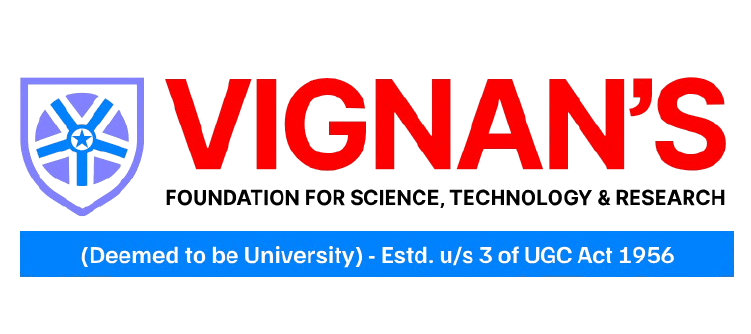 VIGNAN'S
FOUNDATION FOR SCIENCE, TECHNOLOGY & RESEARCH
(Deemed to be University) - Estd. u/s 3 of UGC Act 1956